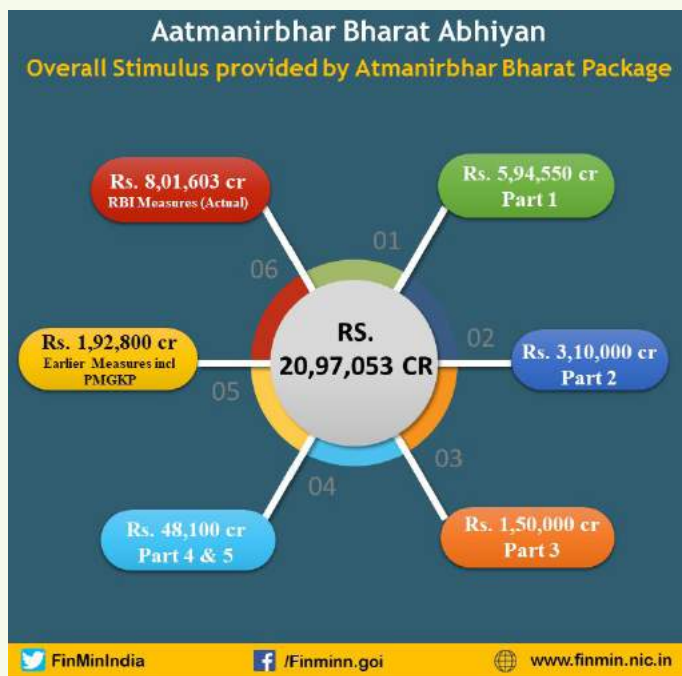 Aatmanirbhar Bharat Abhiyan
Overall Stimulus provided by Atmanirbhar Bharat Package
Rs. 8,01,603 cr
RBI Measures (Actual)
Rs. 5,94,550 cr
Part 1
01
06
RS.
20,97,053 CR
02
Rs. 1,92,800 cr
Earlier Measures incl
PMGKP
Rs. 3,10,000 cr
Part 2
05
03
04
Rs. 48,100 cr
Part 4 & 5
Rs. 1,50,000 cr
Part 3
FinMinIndia
/Finminn.goi
www.finmin.nic.in